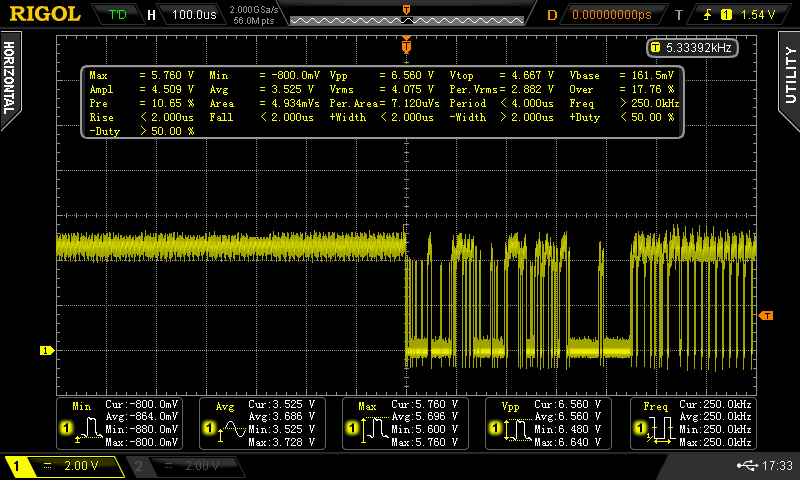 RIGOL T'D H 100.0us 2.000GSa/s 56.0M pts D 0.00000000ps T 1 1.54 V
T
HORIZONTAL
UTILITY
T 5.33392kHz
Max = 5.760 V Min = -800.0mV Vpp = 6.560 V Vtop = 4.667 V Vbase = 161.5mV
Ampl = 4.509 V Avg = 3.525 V Vrms = 4.075 V Per.Vrms= 2.882 V Over = 17.76 %
Pre = 10.65 % Area = 4.934mVs Per.Area= 7.120uVs Period < 4.000us Freq > 250.0kHz
Rise < 2.000us Fall < 2.000us +Width < 2.000us -Width > 2.000us +Duty < 50.00 %
-Duty > 50.00 %
T
1
Min Cur:-800.0mV Avg Cur:3.525 V Max Cur:5.760 V Vpp Cur:6.560 V Freq Cur:250.0kHz
Avg:-864.0mV Avg:3.686 V Avg:5.696 V Avg:6.560 V Avg:250.0kHz
1 Min:-880.0mV 1 Min:3.525 V 1 Min:5.600 V 1 Min:6.480 V 1 Min:250.0kHz
Max:-800.0mV Max:3.728 V Max:5.760 V Max:6.640 V Max:250.0kHz
1 = 2.00 V 2 = 2.00 V 17:33